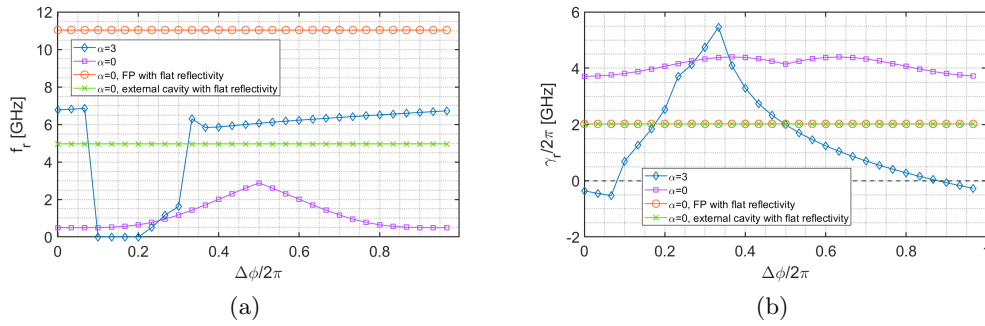 (a)
12
10
8
6
4
2
0
f_r [GHz]
α=3
α=0
α=0, FP with flat reflectivity
α=0, external cavity with flat reflectivity
0 0.2 0.4 0.6 0.8
Δϕ/2π
(a)
(b)
6
4
2
0
-2
γ_r/2π [GHz]
α=3
α=0
α=0, FP with flat reflectivity
α=0, external cavity with flat reflectivity
0 0.2 0.4 0.6 0.8 1
Δϕ/2π
(b)